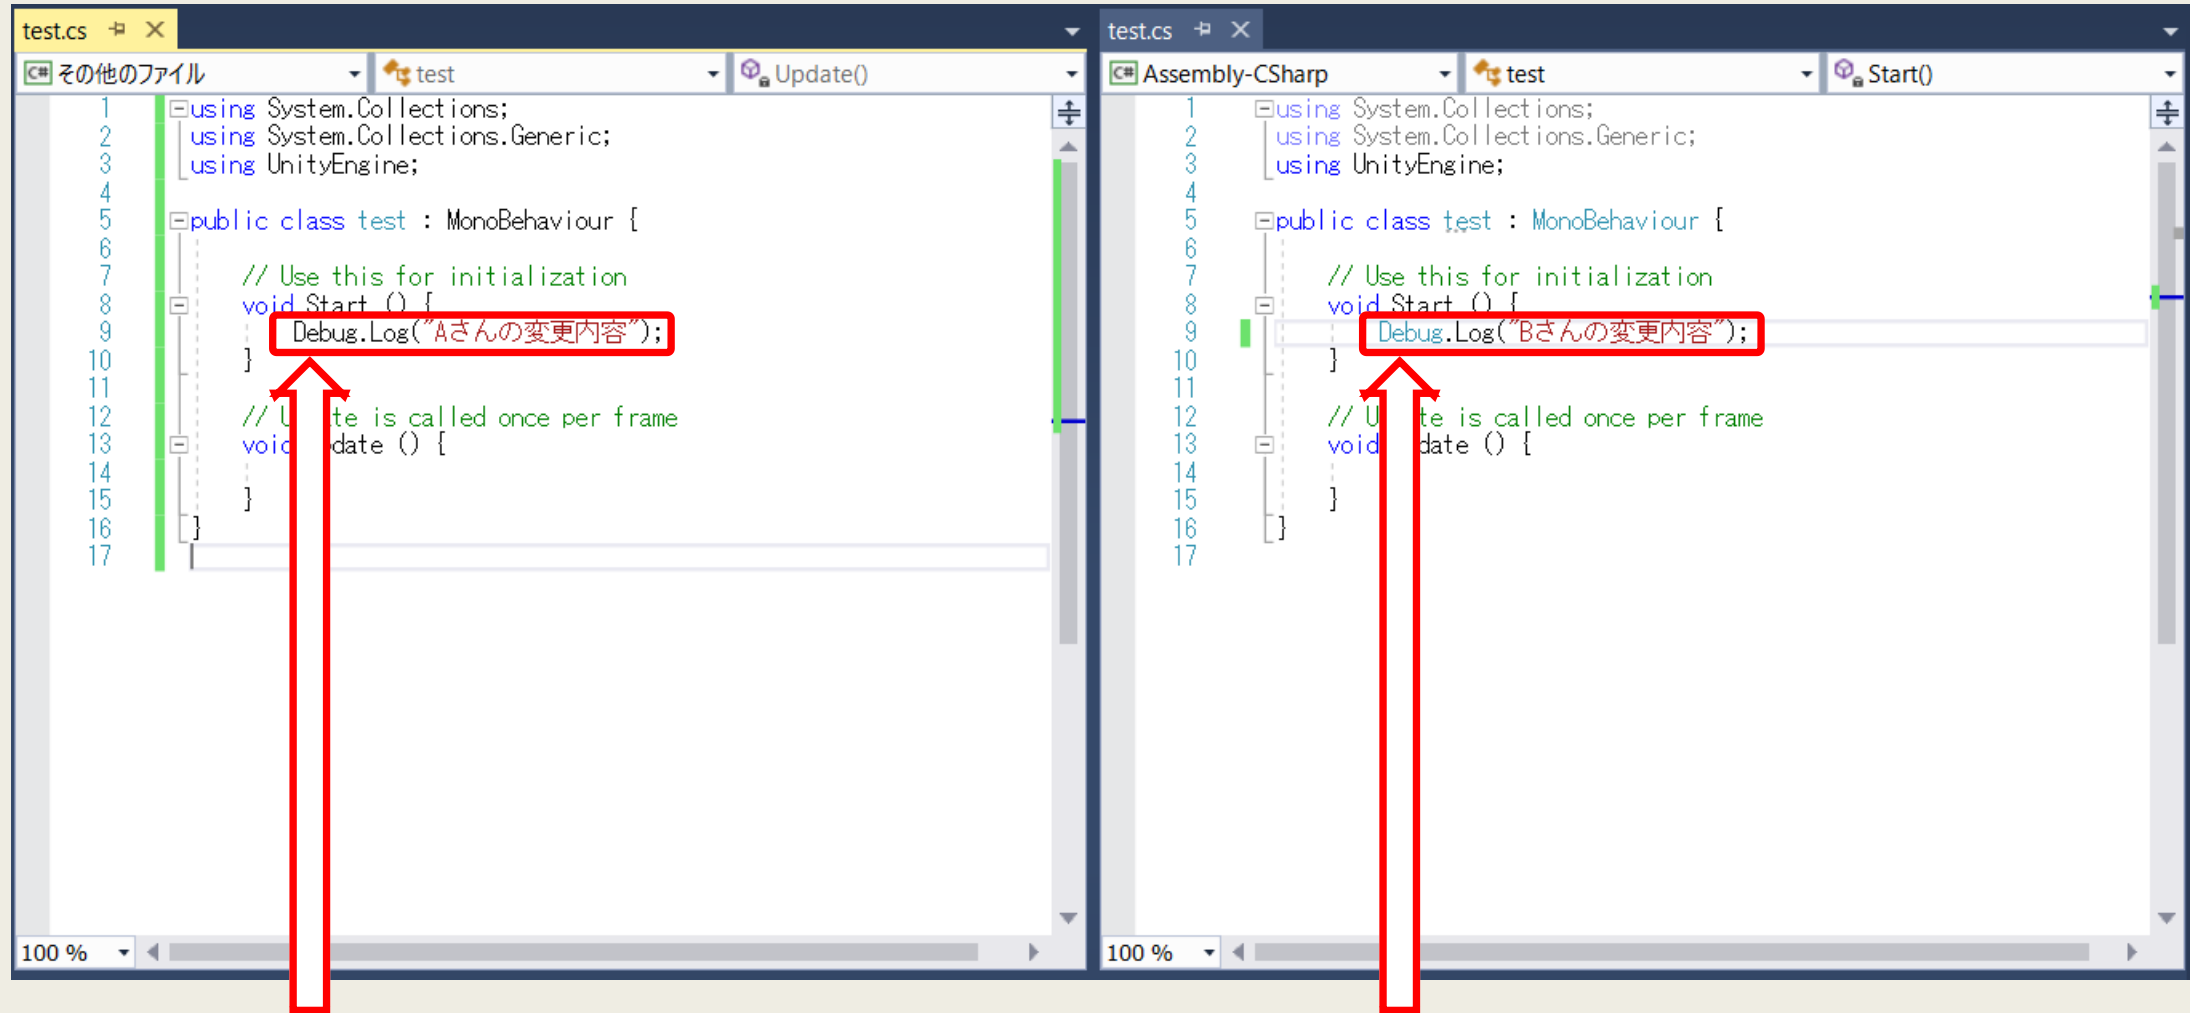 test.cs
その他のファイル test Update()
1 using System.Collections;
2 using System.Collections.Generic;
3 using UnityEngine;
4
5 public class test : MonoBehaviour {
6
7 // Use this for initialization
8 void Start () {
9 Debug.Log("Aさんの変更内容");
10 }
11
12 // U te is called once per frame
13 void date () {
14
15 }
16 }
17
100 %
test.cs
Assembly-CSharp test Start()
1 using System.Collections;
2 using System.Collections.Generic;
3 using UnityEngine;
4
5 public class test : MonoBehaviour {
6
7 // Use this for initialization
8 void Start () {
9 Debug.Log("Bさんの変更内容");
10 }
11
12 // U te is called once per frame
13 void date () {
14
15 }
16 }
17
100 %